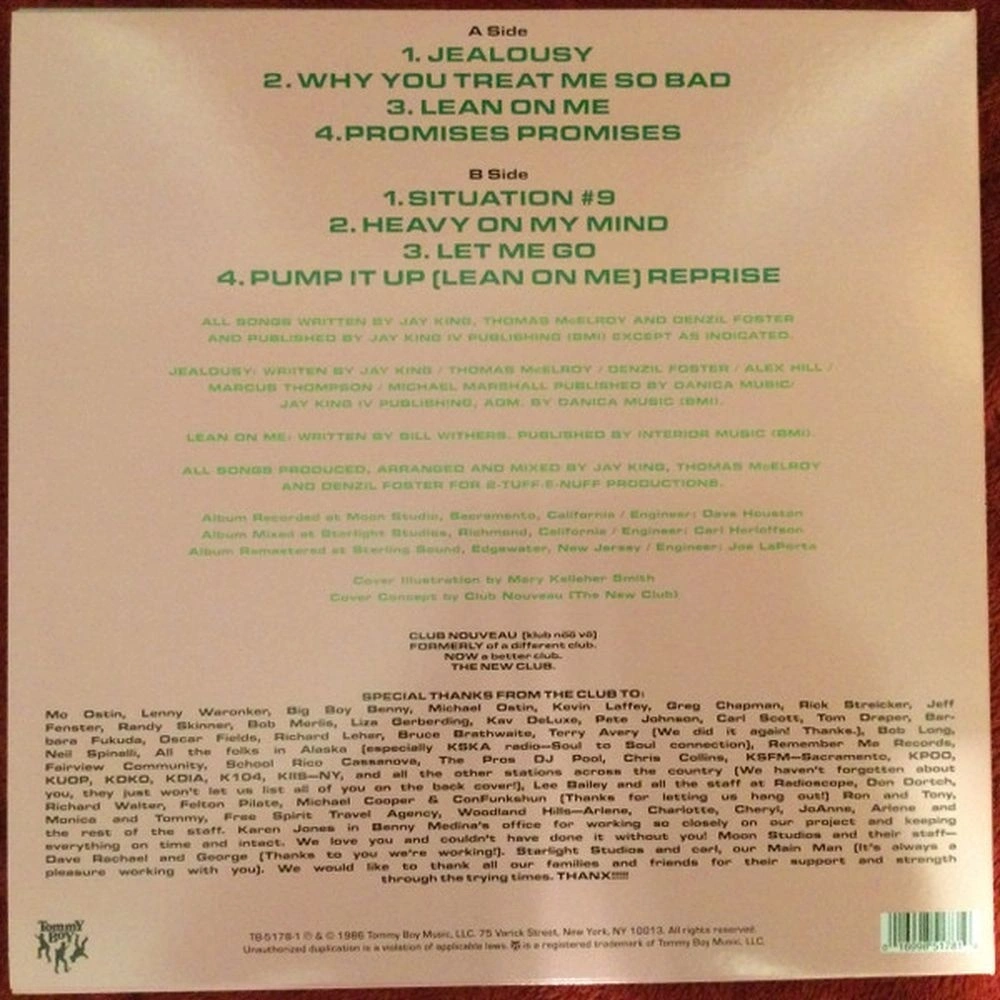 A Side
1. JEALOUSY
2. WHY YOU TREAT ME SO BAD
3. LEAN ON ME
4. PROMISES PROMISES
B Side
1. SITUATION #9
2. HEAVY ON MY MIND
3. LET ME GO
4. PUMP IT UP (LEAN ON ME) REPRISE
ALL SONGS WRITTEN BY JAY KING, THOMAS McELROY AND DENZIL FOSTER
AND PUBLISHED BY JAY KING IV PUBLISHING (BMI) EXCEPT AS INDICATED.
JEALOUSY: WRITTEN BY JAY KING / THOMAS McELROY / DENZIL FOSTER / ALEX HILL /
MARCUS THOMPSON / MICHAEL MARSHALL PUBLISHED BY DANICA MUSIC/
JAY KING IV PUBLISHING, ADM. BY DANICA MUSIC (BMI).
LEAN ON ME: WRITTEN BY BILL WITHERS. PUBLISHED BY INTERIOR MUSIC (BMI).
ALL SONGS PRODUCED, ARRANGED AND MIXED BY JAY KING, THOMAS McELROY
AND DENZIL FOSTER FOR 2-TUFF-E-NUFF PRODUCTIONS.
Album Recorded at Moon Studio, Sacramento, California / Engineer: Dave Houston
Album Mixed at Starlight Studios, Richmond, California / Engineer: Carl Herloffson
Album Remastered at Sterling Sound, Edgewater, New Jersey / Engineer: Joe LaPorta
Cover Illustration by Mary Kelleher Smith
Cover Concept by Club Nouveau (The New Club)
CLUB NOUVEAU (klub nōō vō)
FORMERLY of a different club.
NOW a better club.
THE NEW CLUB.
SPECIAL THANKS FROM THE CLUB TO:
Mo Ostin, Lenny Waronker, Big Boy Benny, Michael Ostin, Kevin Laffey, Greg Chapman, Rick Streicker, Jeff
Fenster, Randy Skinner, Bob Merlis, Liza Gerberding, Kav DeLuxe, Pete Johnson, Carl Scott, Tom Draper, Bar-
bara Fukuda, Oscar Fields, Richard Leher, Bruce Brathwaite, Terry Avery (We did it again! Thanks.), Bob Long,
Neil Spinelli, All the folks in Alaska (especially KSKA radio—Soul to Soul connection), Remember Me Records,
Fairview Community, School Rico Cassanova, The Pros DJ Pool, Chris Collins, KSFM—Sacramento, KPOO,
KUOP, KOKO, KDIA, K104, KIIS—NY, and all the other stations across the country (We haven't forgotten about
you, they just won't let us list all of you on the back cover!), Lee Bailey and all the staff at Radioscope, Don Dortch,
Richard Walter, Felton Pilate, Michael Cooper & ConFunkshun (Thanks for letting us hang out!) Ron and Tony,
Monica and Tommy, Free Spirit Travel Agency, Woodland Hills—Arlene, Charlotte, Cheryl, JoAnne, Arlene and
the rest of the staff. Karen Jones in Benny Medina's office for working so closely on our project and keeping
everything on time and intact. We love you and couldn't have done it without you! Moon Studios and their staff—
Dave Rachael and George (Thanks to you we're working!). Starlight Studios and carl, our Main Man (It's always a
pleasure working with you). We would like to thank all our families and friends for their support and strength
through the trying times. THANX!!!!!!
Tommy
Boy
TB-5178-1 ℗ & © 1986 Tommy Boy Music, LLC. 75 Varick Street, New York, NY 10013. All rights reserved.
Unauthorized duplication is a violation of applicable laws. is a registered trademark of Tommy Boy Music, LLC.